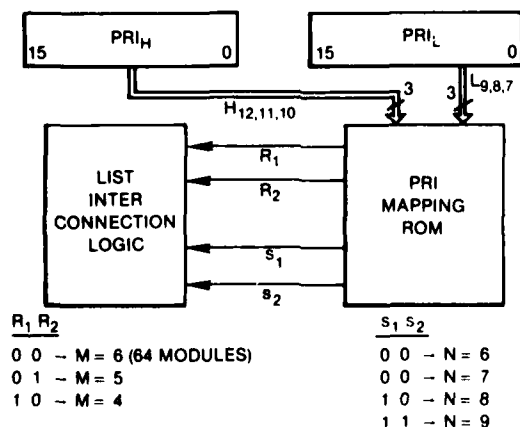 PRI_H
15 0
PRI_L
15 0
3
3
L_9,8,7
H_12,11,10
LIST
INTER
CONNECTION
LOGIC
R_1
R_2
s_1
s_2
PRI
MAPPING
ROM
R_1 R_2
0 0 – M = 6 (64 MODULES)
0 1 – M = 5
1 0 – M = 4
s_1 s_2
0 0 – N = 6
0 0 – N = 7
1 0 – N = 8
1 1 – N = 9